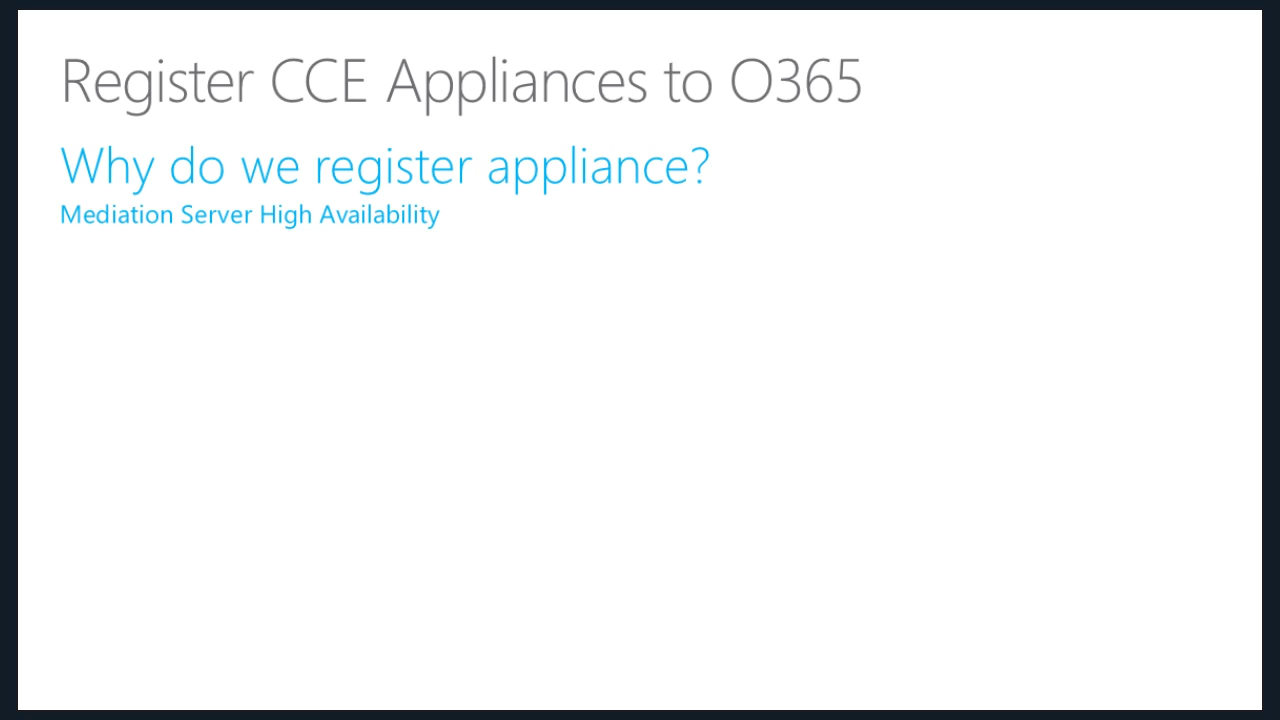 Register CCE Appliances to O365
Why do we register appliance?
Mediation Server High Availability